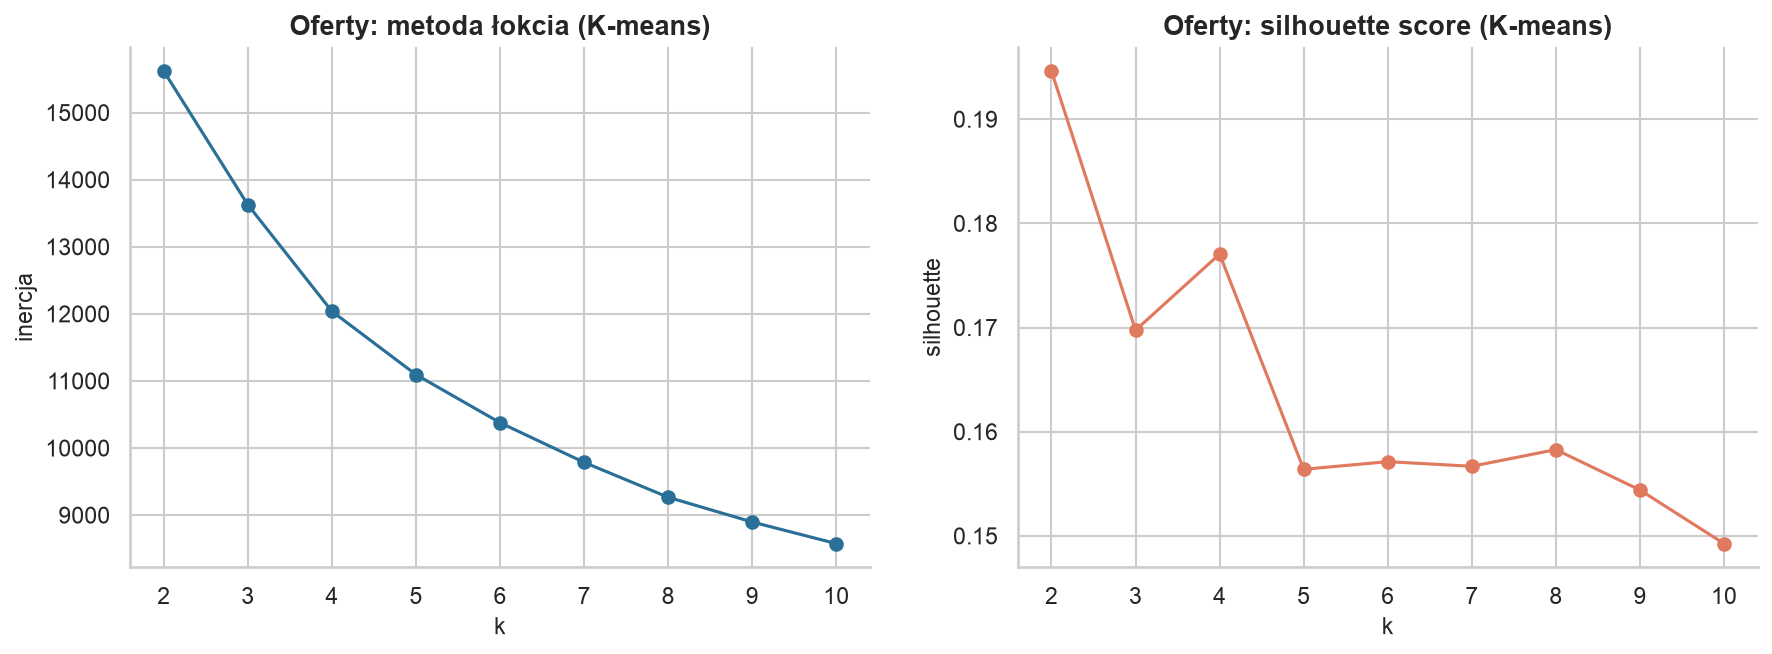 Oferty: metoda łokcia (K-means)
15000
14000
13000
12000
11000
10000
9000
inercja
2 3 4 5 6 7 8 9 10
k
Oferty: silhouette score (K-means)
0.19
0.18
0.17
0.16
0.15
silhouette
2 3 4 5 6 7 8 9 10
k